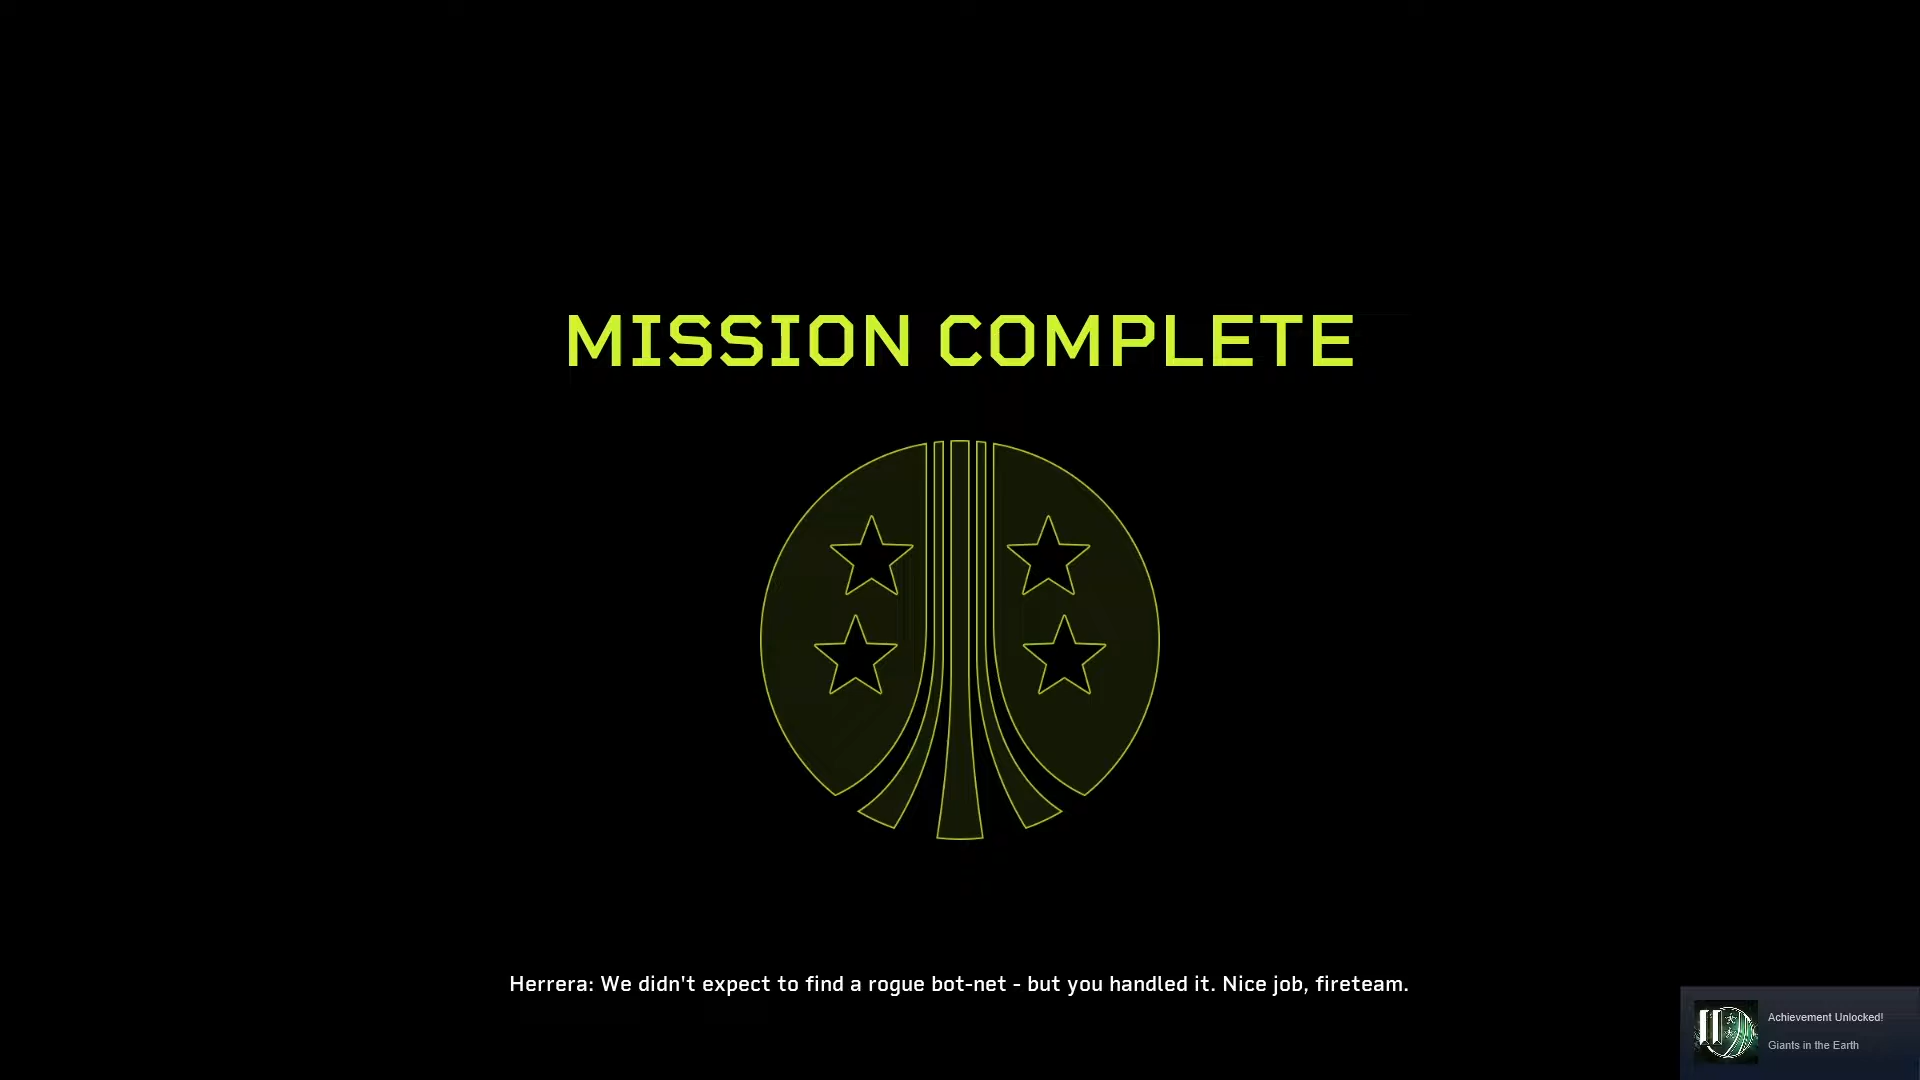 MISSION COMPLETE
Herrera: We didn't expect to find a rogue bot-net - but you handled it. Nice job, fireteam.
Achievement Unlocked!
Giants in the Earth